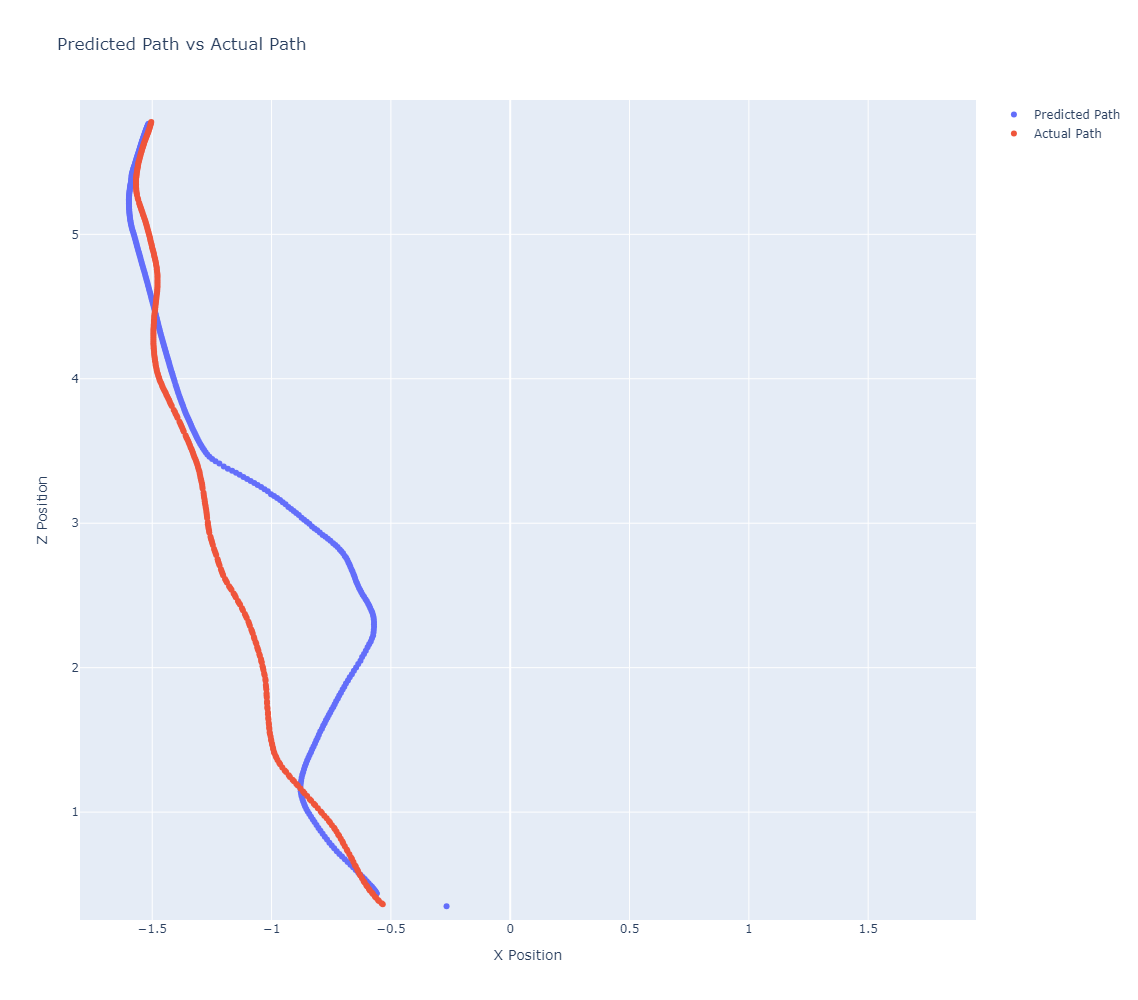 Predicted Path vs Actual Path
Predicted Path
Actual Path
5
4
3
2
1
Z Position
−1.5
−1
−0.5
0
0.5
1
1.5
X Position